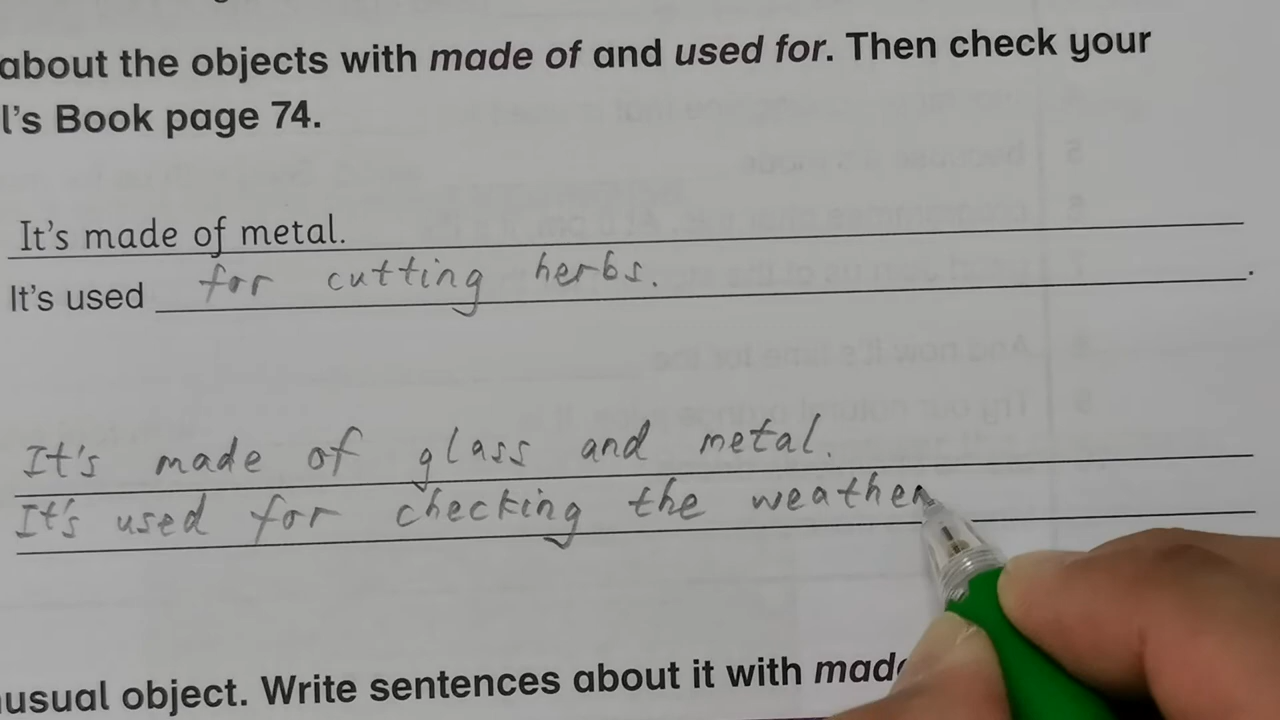 about the objects with made of and used for. Then check your
l's Book page 74.
It's made of metal.
It's used for cutting herbs.
It's made of glass and metal.
It's used for checking the weather
usual object. Write sentences about it with mad